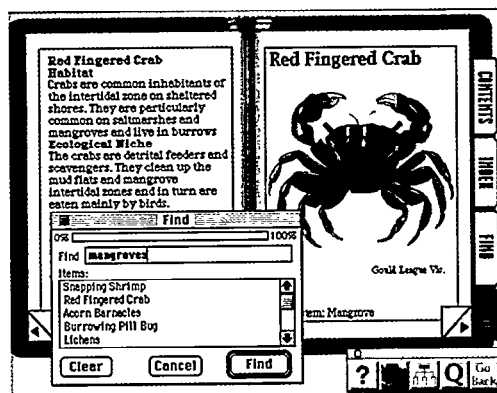 Red Fingered Crab
Habitat
Crabs are common inhabitants of
the intertidal zone on sheltered
shores. They are particularly
common on saltmarshes and
mangroves and live in burrows
Ecological Niche
The crabs are detrital feeders and
scavengers. They clean up the
mud flats and mangrove
intertidal zones and in turn are
eaten mainly by birds.
Red Fingered Crab
Gould League Vic.
tem: Mangrove
CONTENTS
INDEX
FIND
Find
0% 100%
Find mangroves
Items:
Snapping Shrimp
Red Fingered Crab
Acorn Barnacles
Burrowing Pill Bug
Lichens
Clear Cancel Find
? Q Go
Back